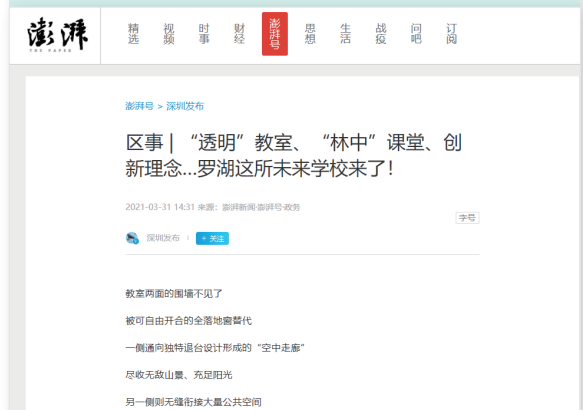 澎湃
THE PAPER
精选 视频 时事 财经 澎湃号 思想 生活 战疫 问吧 订阅
澎湃号 > 深圳发布
区事 | “透明”教室、“林中”课堂、创
新理念...罗湖这所未来学校来了!
2021-03-31 14:31 来源:澎湃新闻·澎湃号·政务
字号
深圳发布
+ 关注
教室两面的围墙不见了
被可自由开合的全落地窗替代
一侧通向独特退台设计形成的“空中走廊”
尽收无敌山景、充足阳光
另一侧则无缝衔接大量公共空间